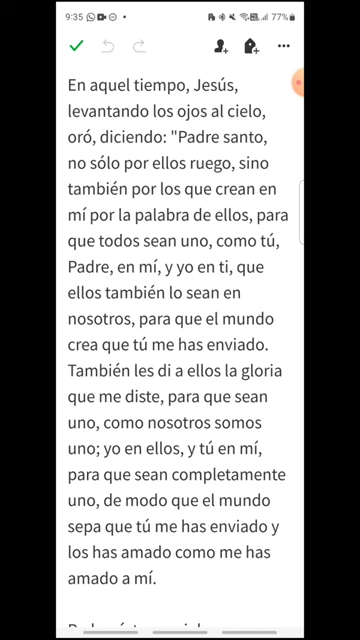 9:35
77%
En aquel tiempo, Jesús,
levantando los ojos al cielo,
oró, diciendo: "Padre santo,
no sólo por ellos ruego, sino
también por los que crean en
mí por la palabra de ellos, para
que todos sean uno, como tú,
Padre, en mí, y yo en ti, que
ellos también lo sean en
nosotros, para que el mundo
crea que tú me has enviado.
También les di a ellos la gloria
que me diste, para que sean
uno, como nosotros somos
uno; yo en ellos, y tú en mí,
para que sean completamente
uno, de modo que el mundo
sepa que tú me has enviado y
los has amado como me has
amado a mí.